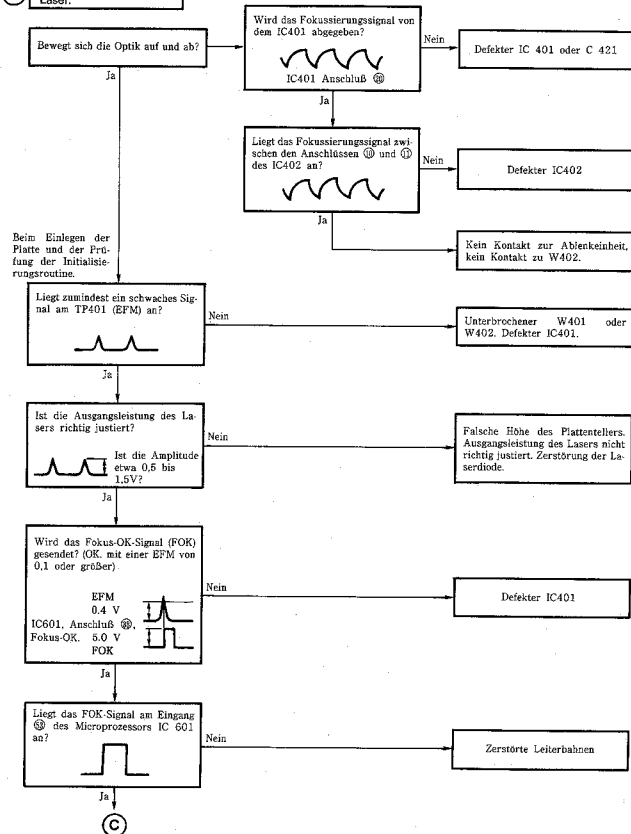 Laser.
Bewegt sich die Optik auf und ab?
Wird das Fokussierungssignal von
dem IC401 abgegeben?
IC401 Anschluß
Nein
Defekter IC 401 oder C 421
Ja
Ja
Liegt das Fokussierungssignal zwi-
schen den Anschlüssen ⑩ und ⑪
des IC402 an?
Nein
Defekter IC402
Ja
Kein Kontakt zur Ablenkeinheit,
kein Kontakt zu W402.
Beim Einlegen der
Platte und der Prü-
fung der Initialisie-
rungsroutine.
Liegt zumindest ein schwaches Sig-
nal am TP401 (EFM) an?
Nein
Unterbrochener W401 oder
W402. Defekter IC401.
Ja
Ist die Ausgangsleistung des La-
sers richtig justiert?
Ist die Amplitude
etwa 0,5 bis
1,5V?
Nein
Falsche Höhe des Plattentellers.
Ausgangsleistung des Lasers nicht
richtig justiert. Zerstörung der La-
serdiode.
Ja
Wird das Fokus-OK-Signal (FOK)
gesendet? (OK. mit einer EFM von
0,1 oder größer)
EFM
0.4 V
IC601, Anschluß ,
Fokus-OK. 5.0 V
FOK
Nein
Defekter IC401
Ja
Liegt das FOK-Signal am Eingang
des Microprozessors IC 601
an?
Nein
Zerstörte Leiterbahnen
Ja
C